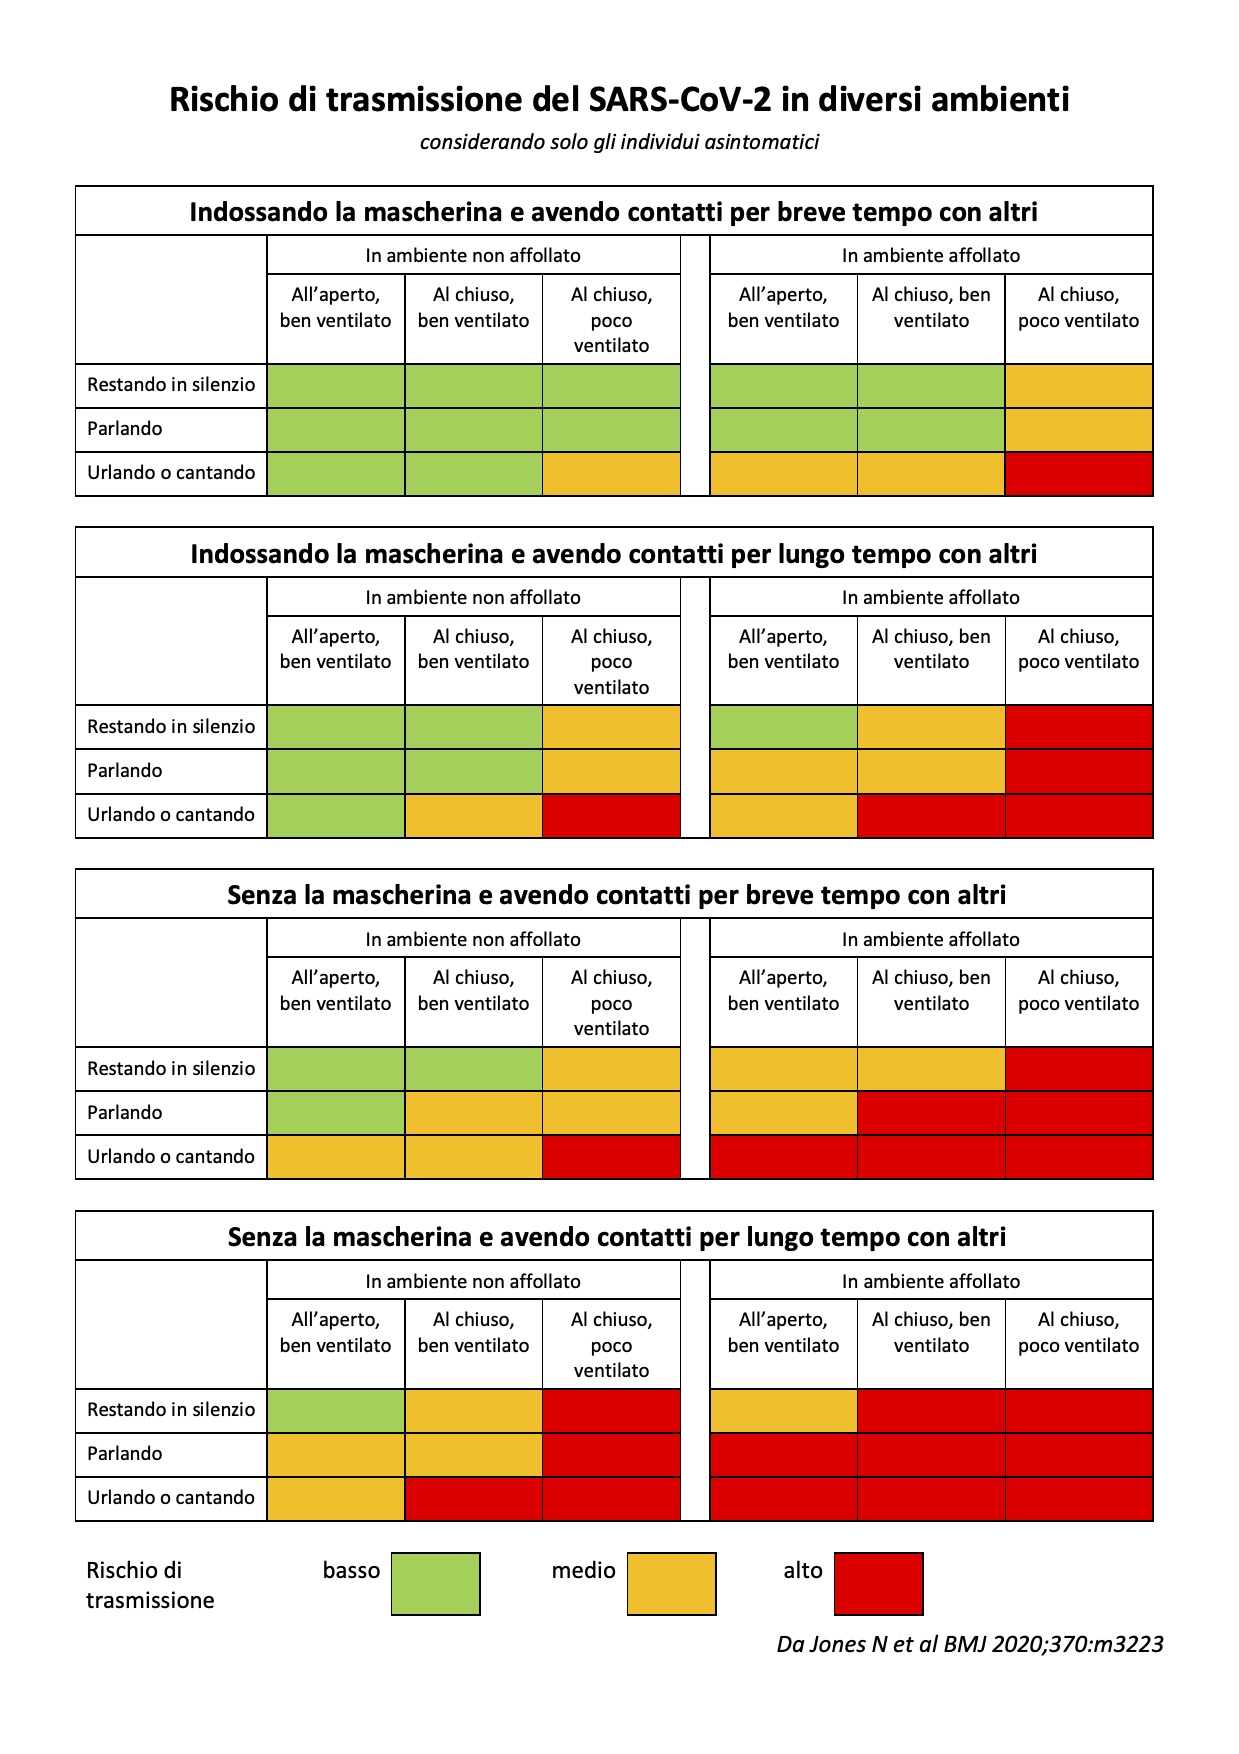 Rischio di trasmissione del SARS-CoV-2 in diversi ambienti
considerando solo gli individui asintomatici
Indossando la mascherina e avendo contatti per breve tempo con altri
In ambiente non affollato
In ambiente affollato
All’aperto, ben ventilato
Al chiuso, ben ventilato
Al chiuso, poco ventilato
All’aperto, ben ventilato
Al chiuso, ben ventilato
Al chiuso, poco ventilato
Restando in silenzio
Parlando
Urlando o cantando
Indossando la mascherina e avendo contatti per lungo tempo con altri
In ambiente non affollato
In ambiente affollato
All’aperto, ben ventilato
Al chiuso, ben ventilato
Al chiuso, poco ventilato
All’aperto, ben ventilato
Al chiuso, ben ventilato
Al chiuso, poco ventilato
Restando in silenzio
Parlando
Urlando o cantando
Senza la mascherina e avendo contatti per breve tempo con altri
In ambiente non affollato
In ambiente affollato
All’aperto, ben ventilato
Al chiuso, ben ventilato
Al chiuso, poco ventilato
All’aperto, ben ventilato
Al chiuso, ben ventilato
Al chiuso, poco ventilato
Restando in silenzio
Parlando
Urlando o cantando
Senza la mascherina e avendo contatti per lungo tempo con altri
In ambiente non affollato
In ambiente affollato
All’aperto, ben ventilato
Al chiuso, ben ventilato
Al chiuso, poco ventilato
All’aperto, ben ventilato
Al chiuso, ben ventilato
Al chiuso, poco ventilato
Restando in silenzio
Parlando
Urlando o cantando
Rischio di
trasmissione
basso
medio
alto
Da Jones N et al BMJ 2020;370:m3223